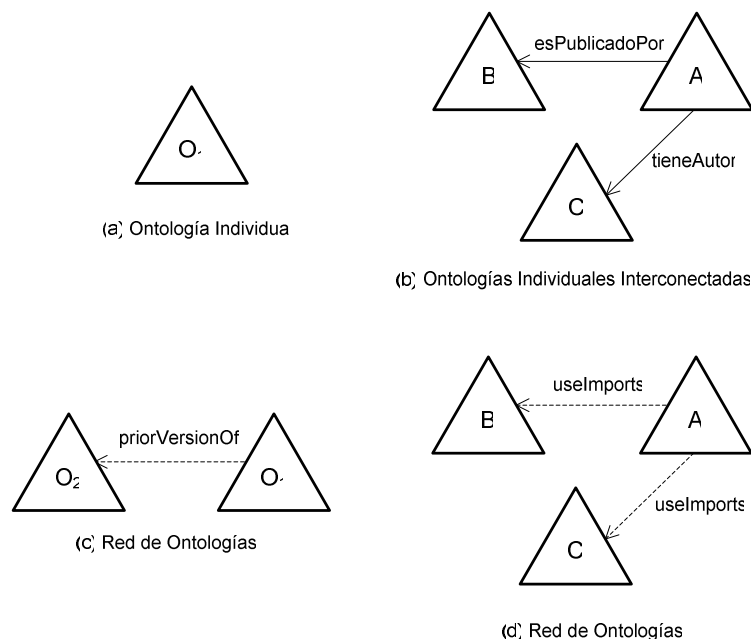 esPublicadoPor
B
A
O
tieneAutor
C
(a) Ontología Individua
(b) Ontologías Individuales Interconectadas
useImports
B
A
priorVersionOf
O2
O
useImports
C
(c) Red de Ontologías
(d) Red de Ontologías